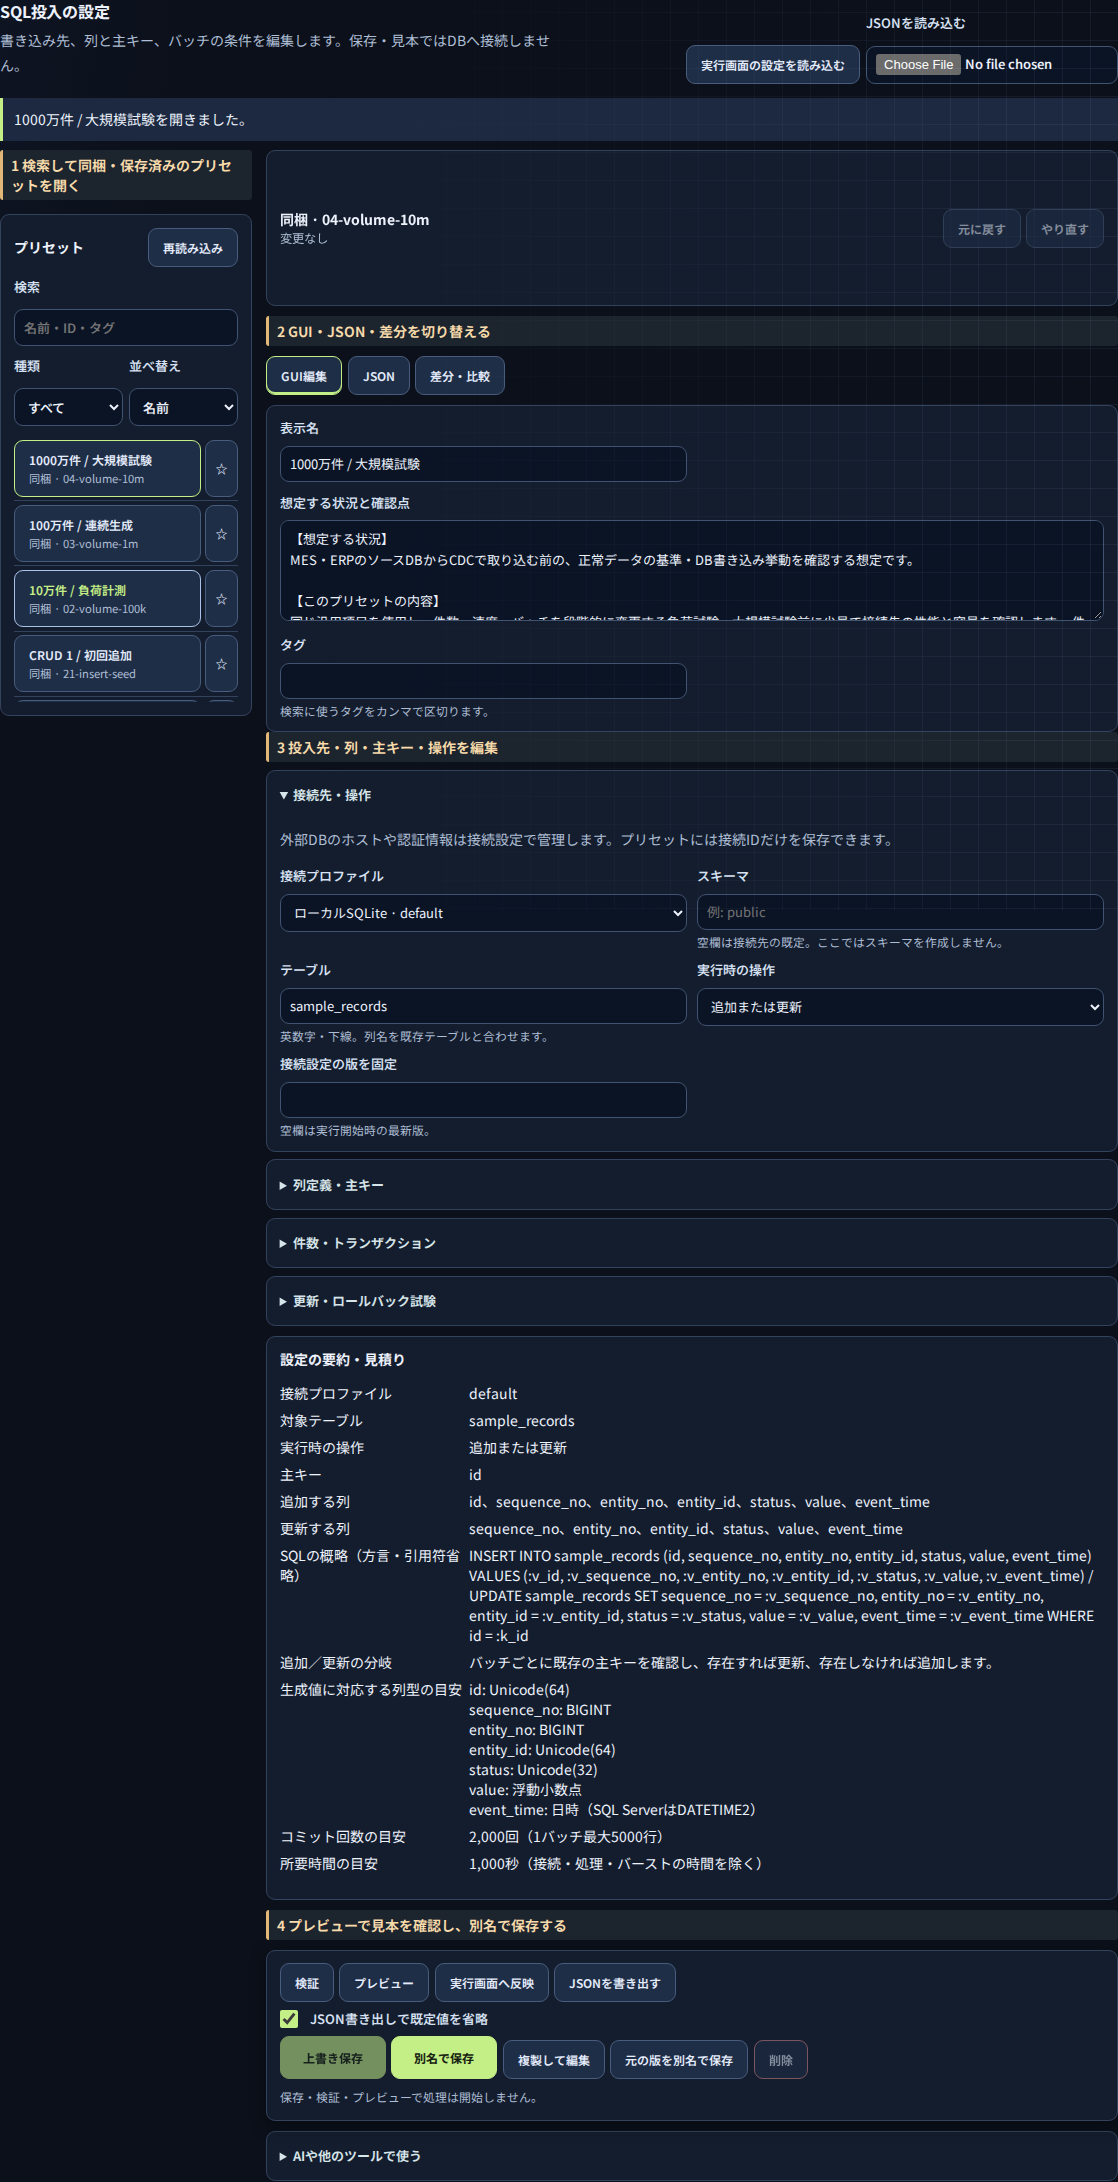 SQL投入の設定
書き込み先、列と主キー、バッチの条件を編集します。保存・見本ではDBへ接続しませ
ん。
実行画面の設定を読み込む
JSONを読み込む
Choose File No file chosen
1000万件 / 大規模試験を開きました。
1 検索して同梱・保存済みのプリセ
ットを開く
プリセット
再読み込み
検索
名前・ID・タグ
種類
並べ替え
すべて
名前
1000万件 / 大規模試験
同梱 · 04-volume-10m
☆
100万件 / 連続生成
同梱 · 03-volume-1m
☆
10万件 / 負荷計測
同梱 · 02-volume-100k
☆
CRUD 1 / 初回追加
同梱 · 21-insert-seed
☆
同梱 · 04-volume-10m
変更なし
元に戻す
やり直す
2 GUI・JSON・差分を切り替える
GUI編集
JSON
差分・比較
表示名
1000万件 / 大規模試験
想定する状況と確認点
【想定する状況】
MES・ERPのソースDBからCDCで取り込む前の、正常データの基準・DB書き込み挙動を確認する想定です。
【このプリセットの内容】
タグ
検索に使うタグをカンマで区切ります。
3 投入先・列・主キー・操作を編集
▼ 接続先・操作
外部DBのホストや認証情報は接続設定で管理します。プリセットには接続IDだけを保存できます。
接続プロファイル
ローカルSQLite · default
スキーマ
例: public
空欄は接続先の既定。ここではスキーマを作成しません。
テーブル
sample_records
英数字・下線。列名を既存テーブルと合わせます。
実行時の操作
追加または更新
接続設定の版を固定
空欄は実行開始時の最新版。
▶ 列定義・主キー
▶ 件数・トランザクション
▶ 更新・ロールバック試験
設定の要約・見積り
接続プロファイル default
対象テーブル sample_records
実行時の操作 追加または更新
主キー id
追加する列 id、sequence_no、entity_no、entity_id、status、value、event_time
更新する列 sequence_no、entity_no、entity_id、status、value、event_time
SQLの概略（方言・引用符省
略）
INSERT INTO sample_records (id, sequence_no, entity_no, entity_id, status, value, event_time)
VALUES (:v_id, :v_sequence_no, :v_entity_no, :v_entity_id, :v_status, :v_value, :v_event_time) /
UPDATE sample_records SET sequence_no = :v_sequence_no, entity_no = :v_entity_no,
entity_id = :v_entity_id, status = :v_status, value = :v_value, event_time = :v_event_time WHERE
id = :k_id
追加／更新の分岐 バッチごとに既存の主キーを確認し、存在すれば更新、存在しなければ追加します。
生成値に対応する列型の目安 id: Unicode(64)
sequence_no: BIGINT
entity_no: BIGINT
entity_id: Unicode(64)
status: Unicode(32)
value: 浮動小数点
event_time: 日時（SQL ServerはDATETIME2）
コミット回数の目安 2,000回（1バッチ最大5000行）
所要時間の目安 1,000秒（接続・処理・バーストの時間を除く）
4 プレビューで見本を確認し、別名で保存する
検証
プレビュー
実行画面へ反映
JSONを書き出す
JSON書き出しで既定値を省略
上書き保存
別名で保存
複製して編集
元の版を別名で保存
削除
保存・検証・プレビューで処理は開始しません。
▶ AIや他のツールで使う